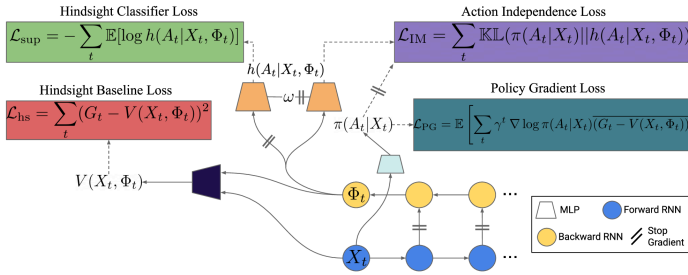 Hindsight Classifier Loss
Action Independence Loss
$\mathcal{L}_{\text{sup}} = -\sum_t \mathbb{E}[\log h(A_t|X_t, \Phi_t)]$
$\mathcal{L}_{\text{IM}} = \sum_t \mathbb{KL}(\pi(A_t|X_t)||h(A_t|X_t, \Phi_t))$
$h(A_t|X_t, \Phi_t)$
Hindsight Baseline Loss
$\omega$
Policy Gradient Loss
$\mathcal{L}_{\text{hs}} = \sum_t (G_t - V(X_t, \Phi_t))^2$
$\pi(A_t|X_t)$
$\mathcal{L}_{\text{PG}} = \mathbb{E}\left[\sum_t \gamma^t \nabla \log \pi(A_t|X_t)\overline{(G_t - V(X_t, \Phi_t))}\right]$
$V(X_t, \Phi_t)$
$\Phi_t$
...
$X_t$
...
MLP
Forward RNN
Backward RNN
Stop
Gradient